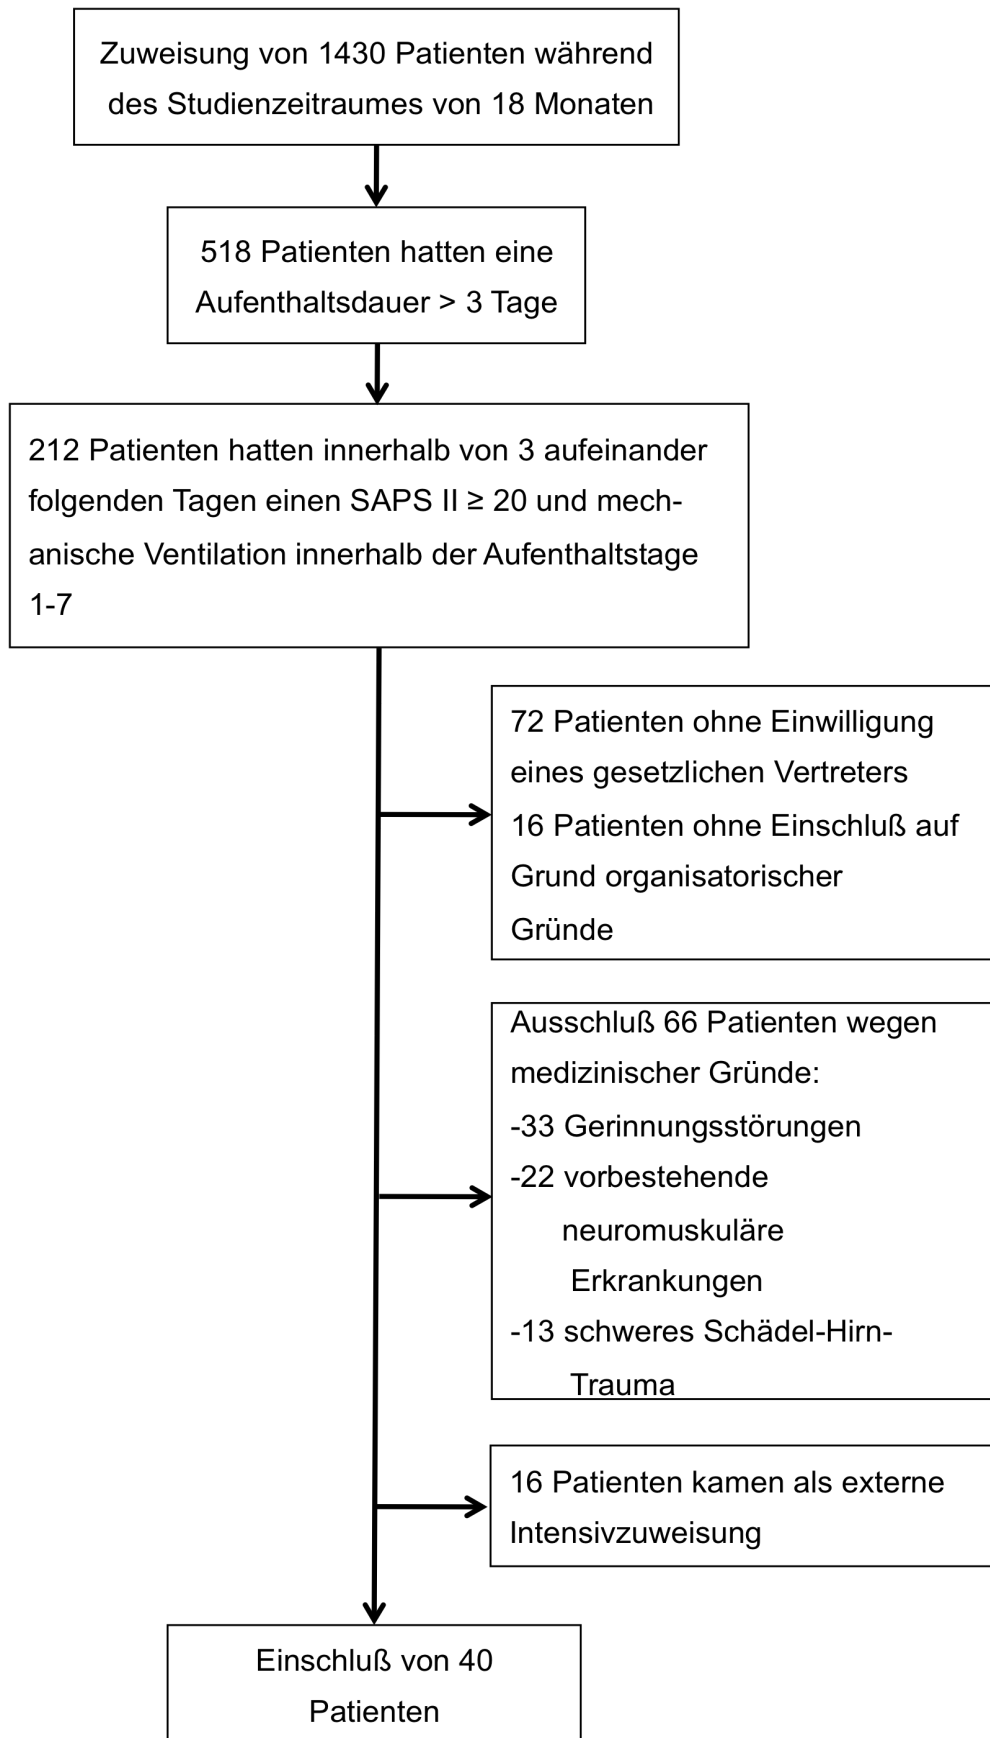 Zuweisung von 1430 Patienten während
des Studienzeitraumes von 18 Monaten
518 Patienten hatten eine
Aufenthaltsdauer > 3 Tage
212 Patienten hatten innerhalb von 3 aufeinander
folgenden Tagen einen SAPS II ≥ 20 und mech-
anische Ventilation innerhalb der Aufenthaltstage
1-7
72 Patienten ohne Einwilligung
eines gesetzlichen Vertreters
16 Patienten ohne Einschluß auf
Grund organisatorischer
Gründe
Ausschluß 66 Patienten wegen
medizinischer Gründe:
-33 Gerinnungsstörungen
-22 vorbestehende
neuromuskuläre
Erkrankungen
-13 schweres Schädel-Hirn-
Trauma
16 Patienten kamen als externe
Intensivzuweisung
Einschluß von 40
Patienten